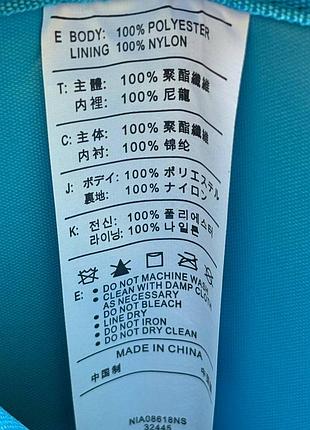 E BODY: 100% POLYESTER
LINING 100% NYLON
T: 主體 100% 聚酯纖維
內裡: 100% 尼龍
C: 主体 100% 聚酯纤维
内衬: 100% 锦纶
J: ボディ: 100% ポリエステル
裏地: 100% ナイロン
K: 전신: 100% 폴리에스터
라이닝: 100% 나일론
E: ● DO NOT MACHINE WASH
● CLEAN WITH DAMP CLOTH
AS NECESSARY
● DO NOT BLEACH
● LINE DRY
● DO NOT IRON
● DO NOT DRY CLEAN
MADE IN CHINA
中国制 中国
NIA08618NS
32445